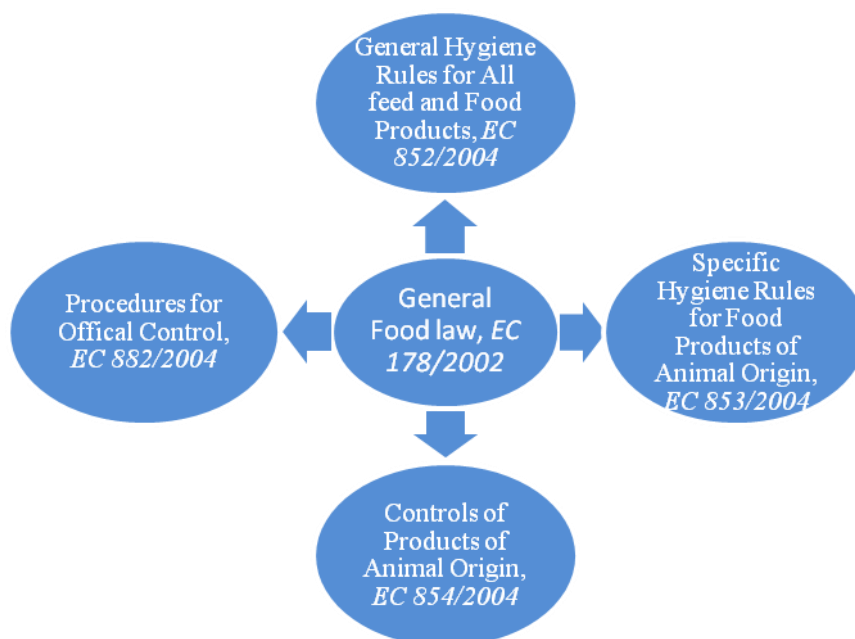 General Hygiene
Rules for All
feed and Food
Products, EC
852/2004
Procedures for
Offical Control,
EC 882/2004
General
Food law, EC
178/2002
Specific
Hygiene Rules
for Food
Products of
Animal Origin,
EC 853/2004
Controls of
Products of
Animal Origin,
EC 854/2004